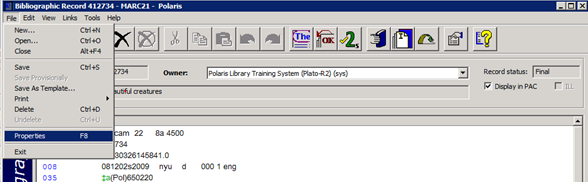 Bibliographic Record 412734 - MARC21 - Polaris
File Edit View Links Tools Help
New... Ctrl+N
Open... Ctrl+O
Close Alt+F4
Save Ctrl+S
Save Provisionally
Save As Template...
Print
Delete Ctrl+D
Undelete Ctrl+U
Properties F8
Exit
The OK 2s
2734 Owner: Polaris Library Training System (Plato-R2) (sys) Record status: Final
Display in PAC ILL
autiful creatures
cam 22 8a 4500
734
30326145841.0
008 081202s2009 nyu d 000 1 eng
035 ‡a(Pol)650220